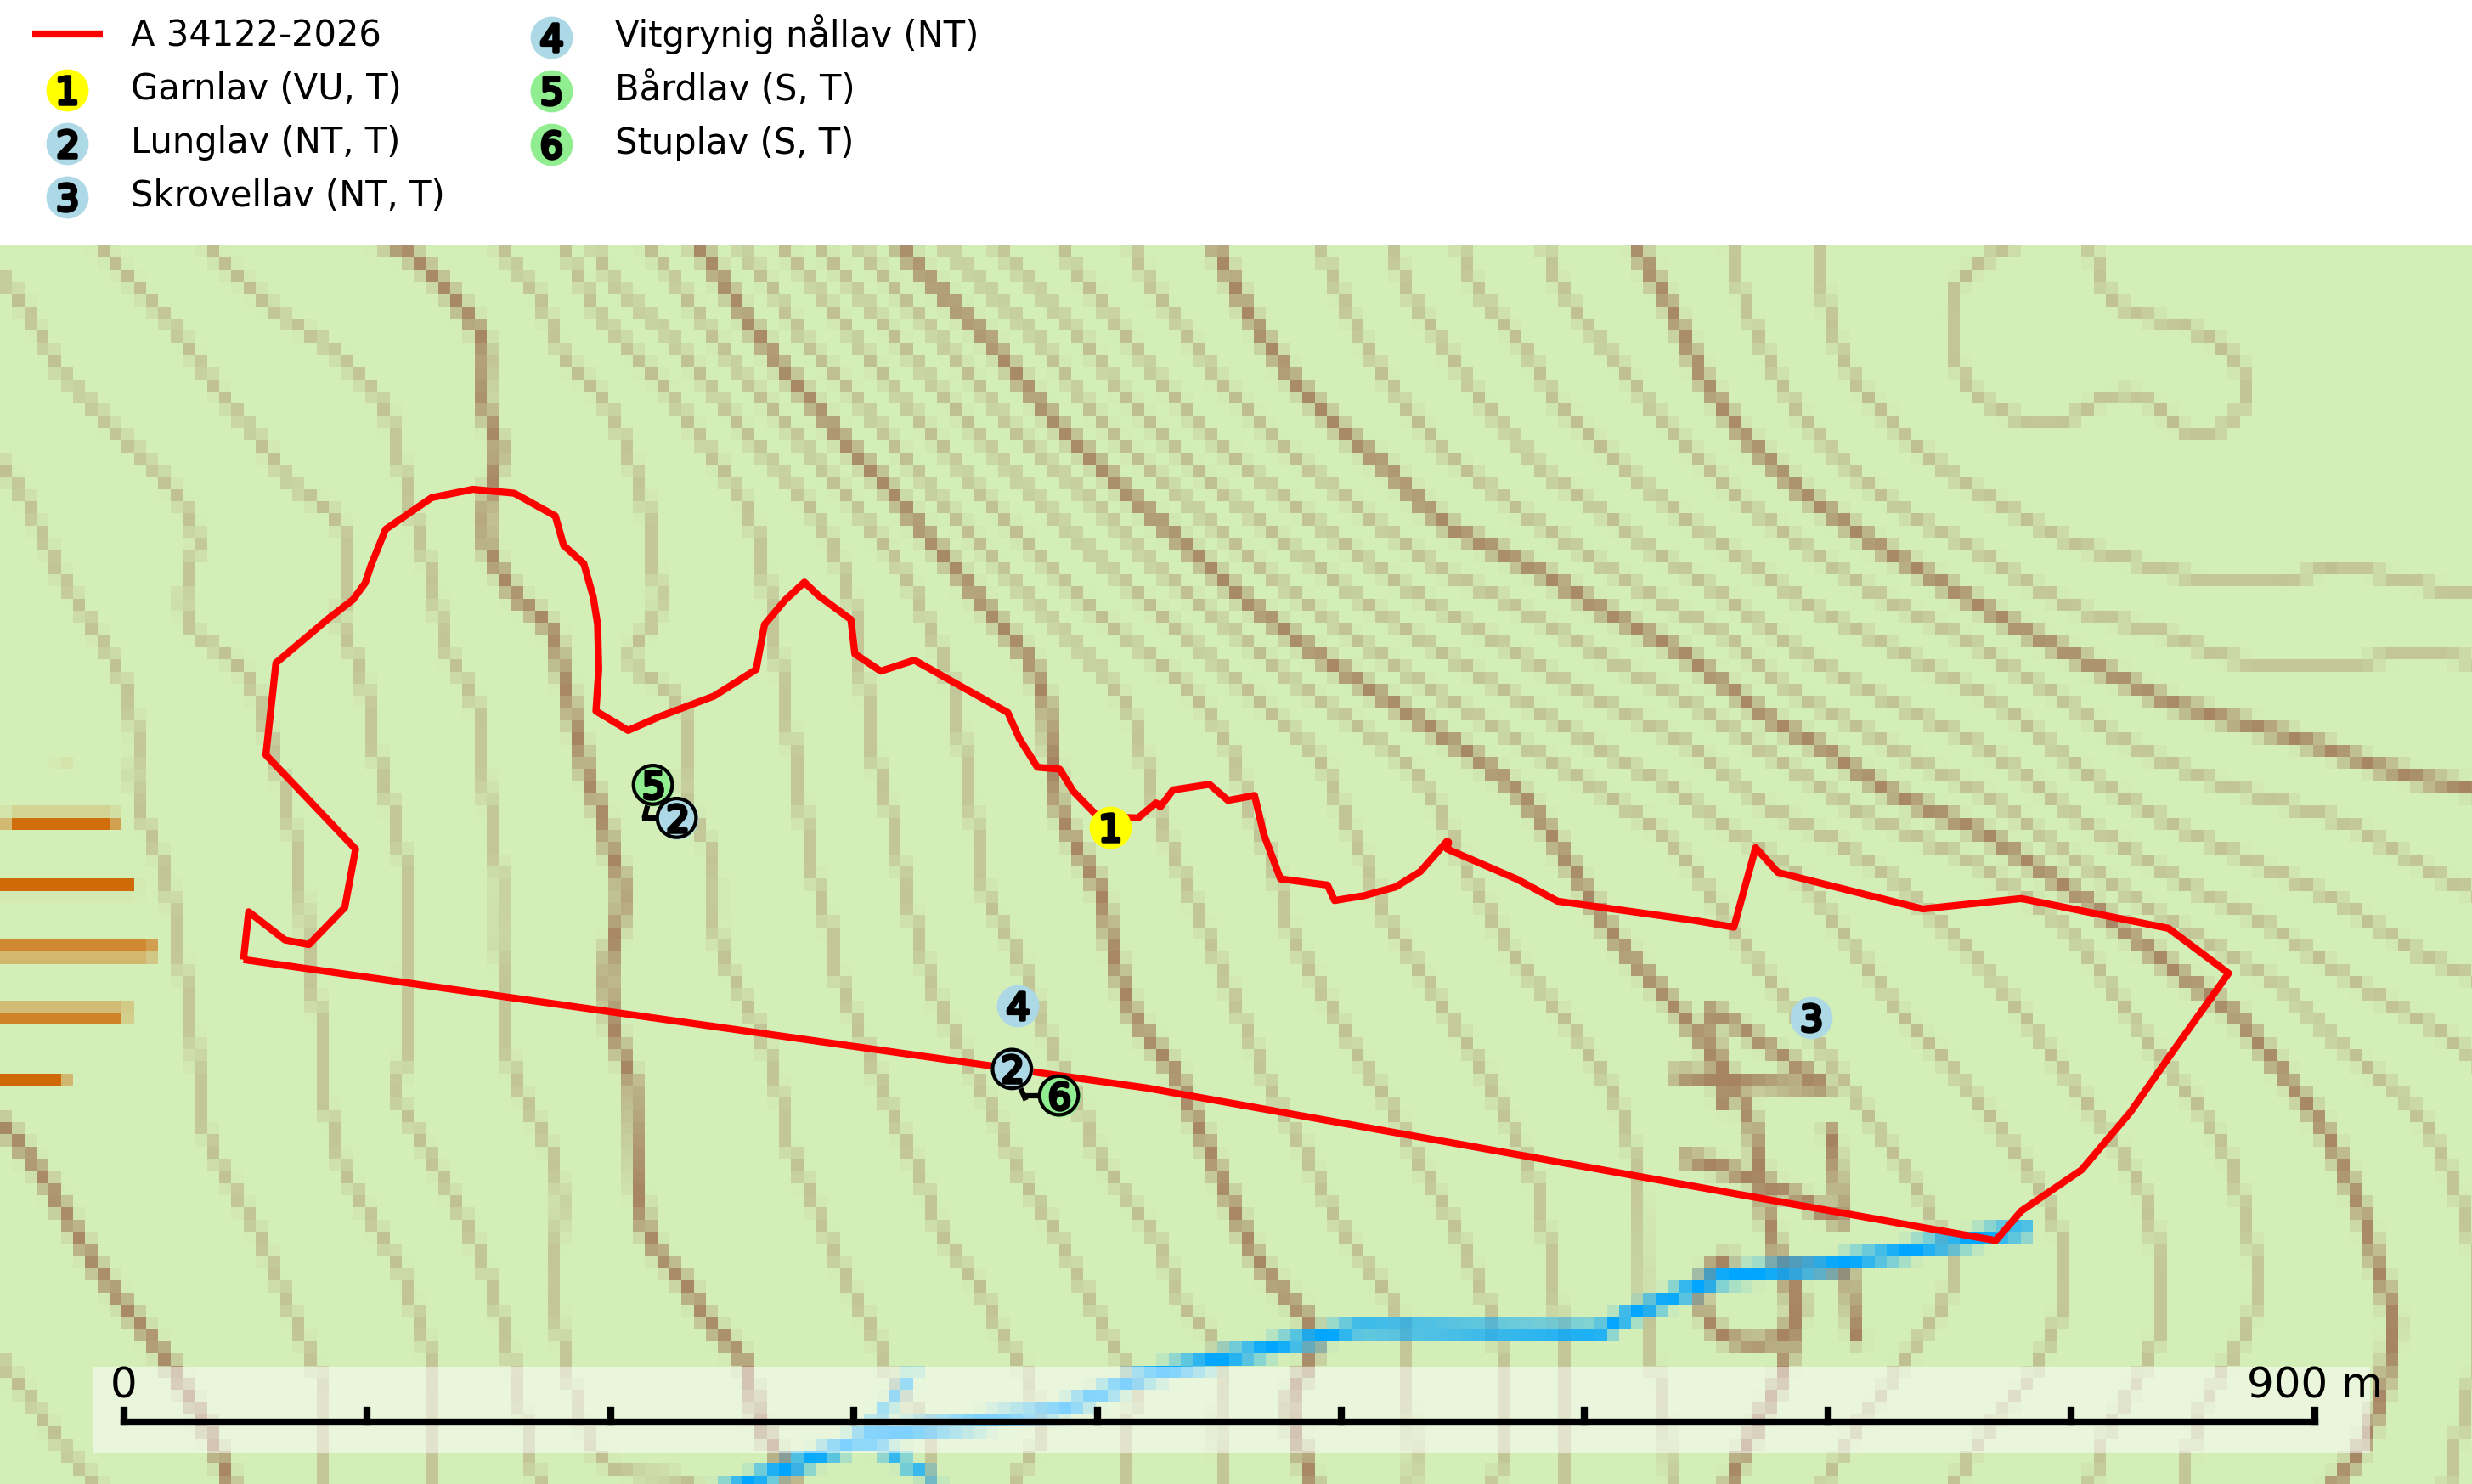 A 34122-2026
1 Garnlav (VU, T)
2 Lunglav (NT, T)
3 Skrovellav (NT, T)
4 Vitgrynig nållav (NT)
5 Bårdlav (S, T)
6 Stuplav (S, T)
5
2
1
4
3
2
6
0
900 m